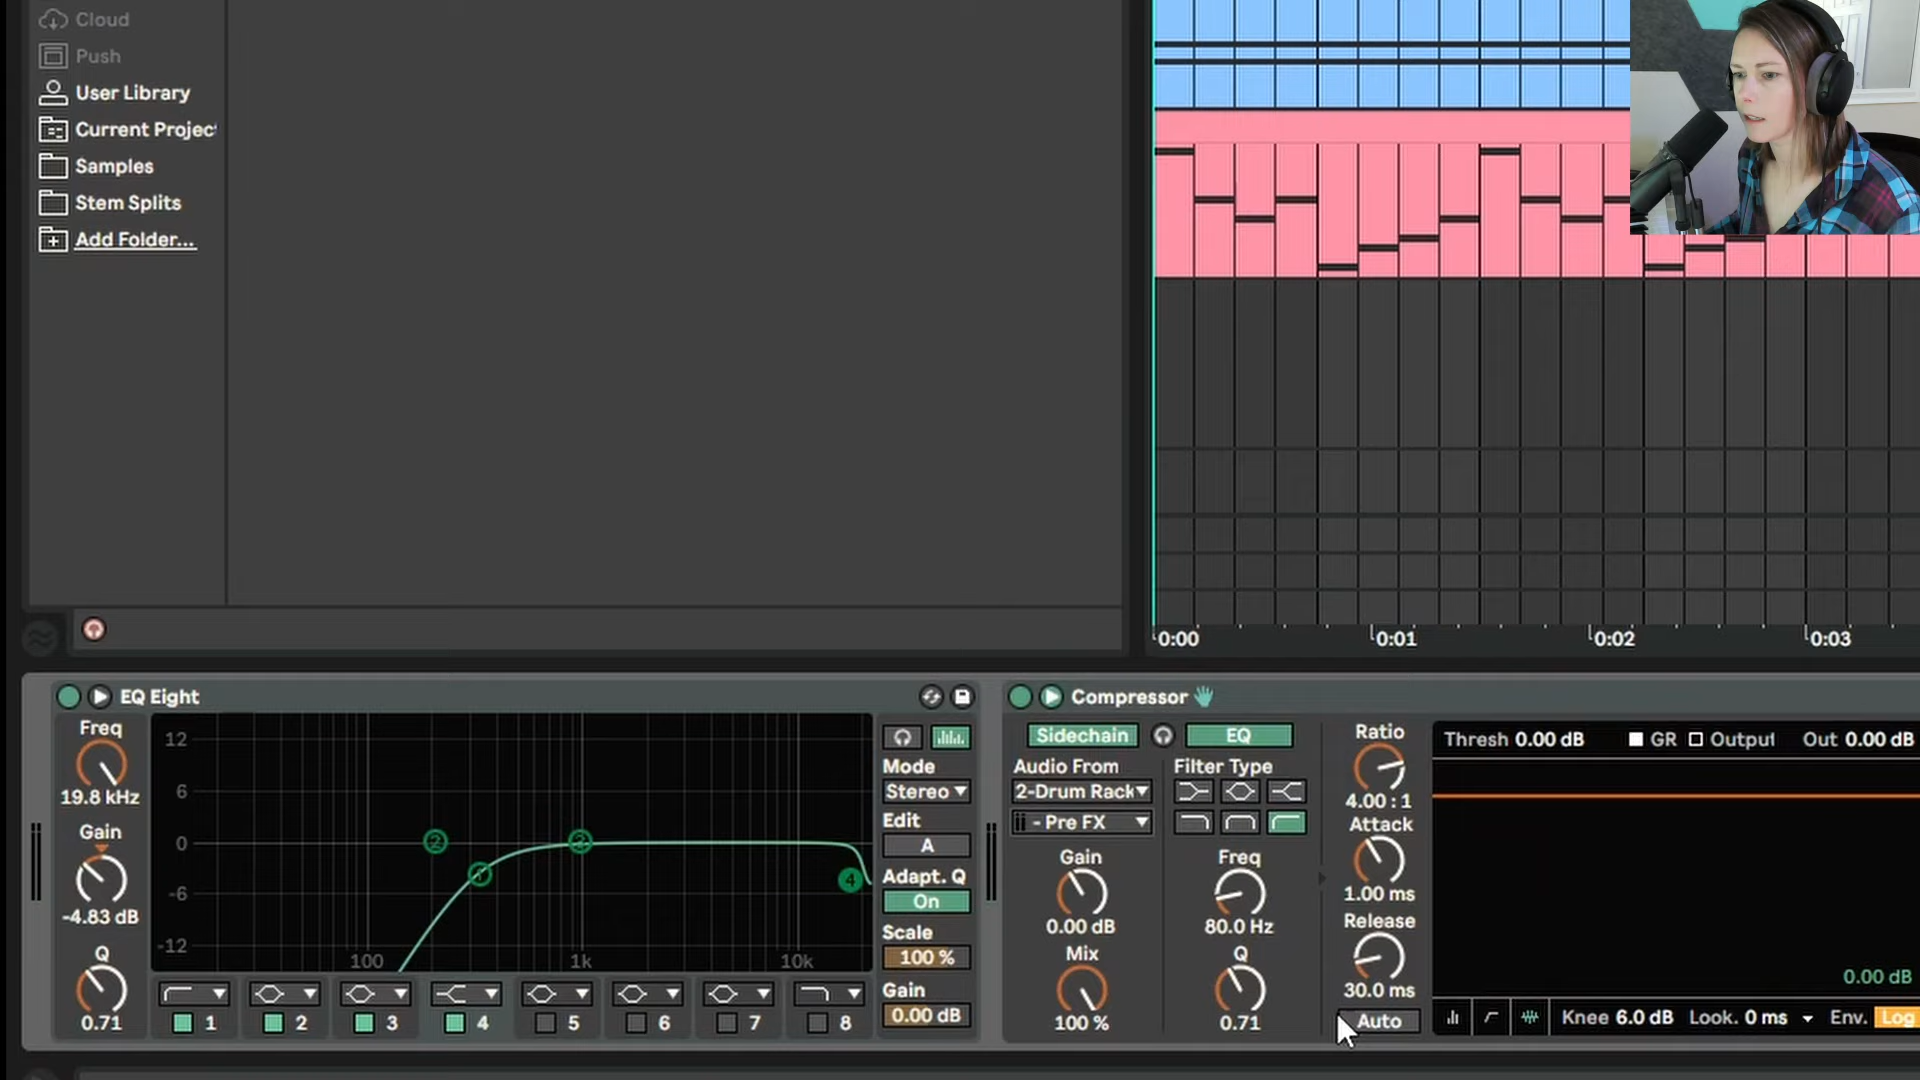 Cloud
Push
User Library
Current Projec
Samples
Stem Splits
Add Folder...
0:00 0:01 0:02 0:03
EQ Eight
Freq
19.8 kHz
Gain
-4.83 dB
Q
0.71
12
6
0
-6
-12
100 1k 10k
2 1 3 4
1 2 3 4 5 6 7 8
Mode
Stereo
Edit
A
Adapt. Q
On
Scale
100 %
Gain
0.00 dB
Compressor
Sidechain EQ
Audio From
2-Drum Rack
- Pre FX
Gain
0.00 dB
Mix
100 %
Filter Type
Freq
80.0 Hz
Q
0.71
Ratio
4.00 : 1
Attack
1.00 ms
Release
30.0 ms
Auto
Thresh 0.00 dB GR Output Out 0.00 dB
0.00 dB
Knee 6.0 dB Look. 0 ms Env. Log